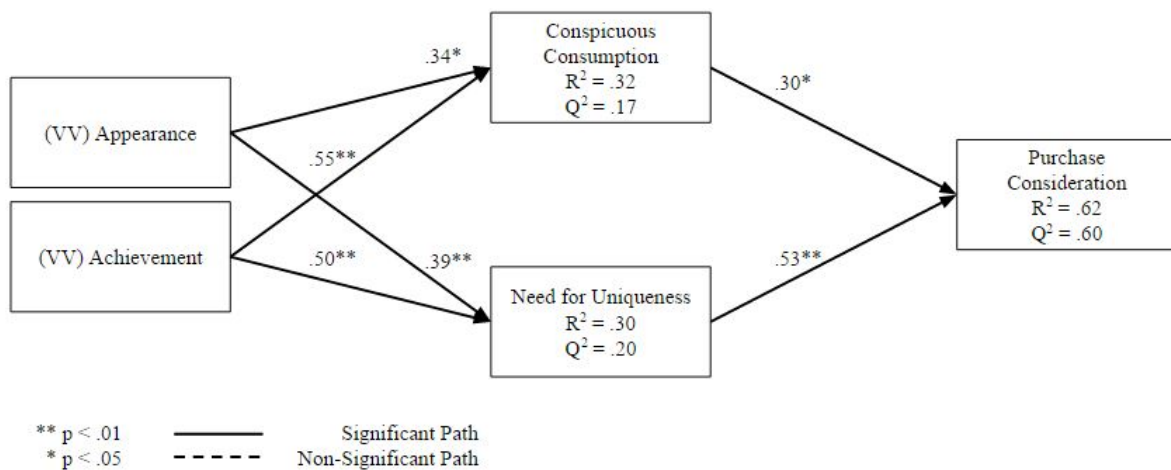 Conspicuous
Consumption
R² = .32
Q² = .17
.34*
.30*
(VV) Appearance
.55**
Purchase
Consideration
R² = .62
Q² = .60
(VV) Achievement
.50**
.39**
.53**
Need for Uniqueness
R² = .30
Q² = .20
** p < .01 Significant Path
* p < .05 Non-Significant Path